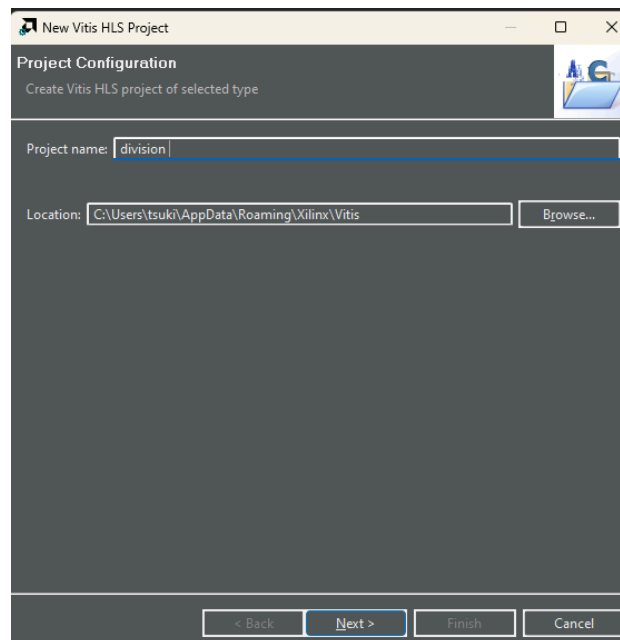 New Vitis HLS Project
Project Configuration
Create Vitis HLS project of selected type
Project name: division
Location: C:\Users\tsuki\AppData\Roaming\Xilinx\Vitis Browse...
< Back Next > Finish Cancel